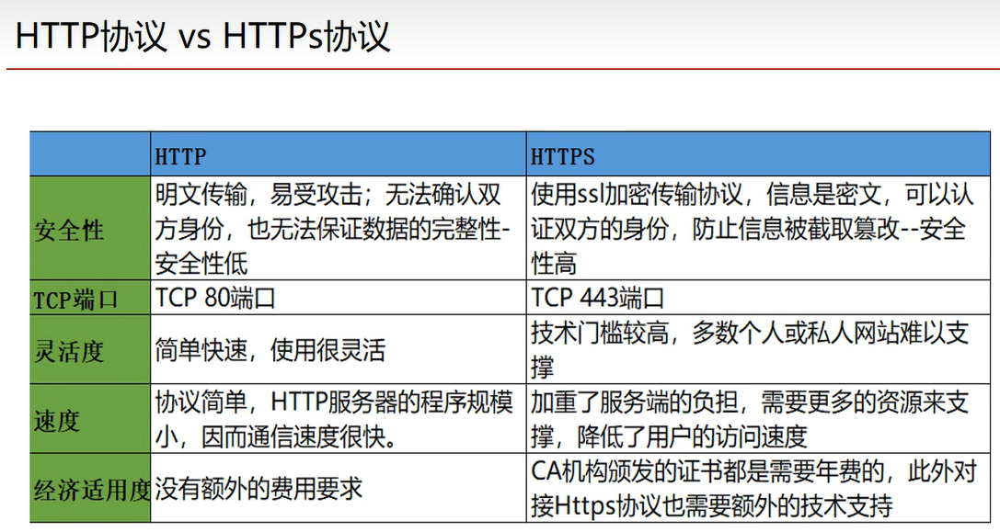 HTTP协议 vs HTTPs协议
HTTP
HTTPS
安全性
明文传输，易受攻击；无法确认双
方身份，也无法保证数据的完整性-
安全性低
使用ssl加密传输协议，信息是密文，可以认
证双方的身份，防止信息被截取篡改--安全
性高
TCP端口
TCP 80端口
TCP 443端口
灵活度
简单快速，使用很灵活
技术门槛较高，多数个人或私人网站难以支
撑
速度
协议简单，HTTP服务器的程序规模
小，因而通信速度很快。
加重了服务端的负担，需要更多的资源来支
撑，降低了用户的访问速度
经济适用度
没有额外的费用要求
CA机构颁发的证书都是需要年费的，此外对
接Https协议也需要额外的技术支持